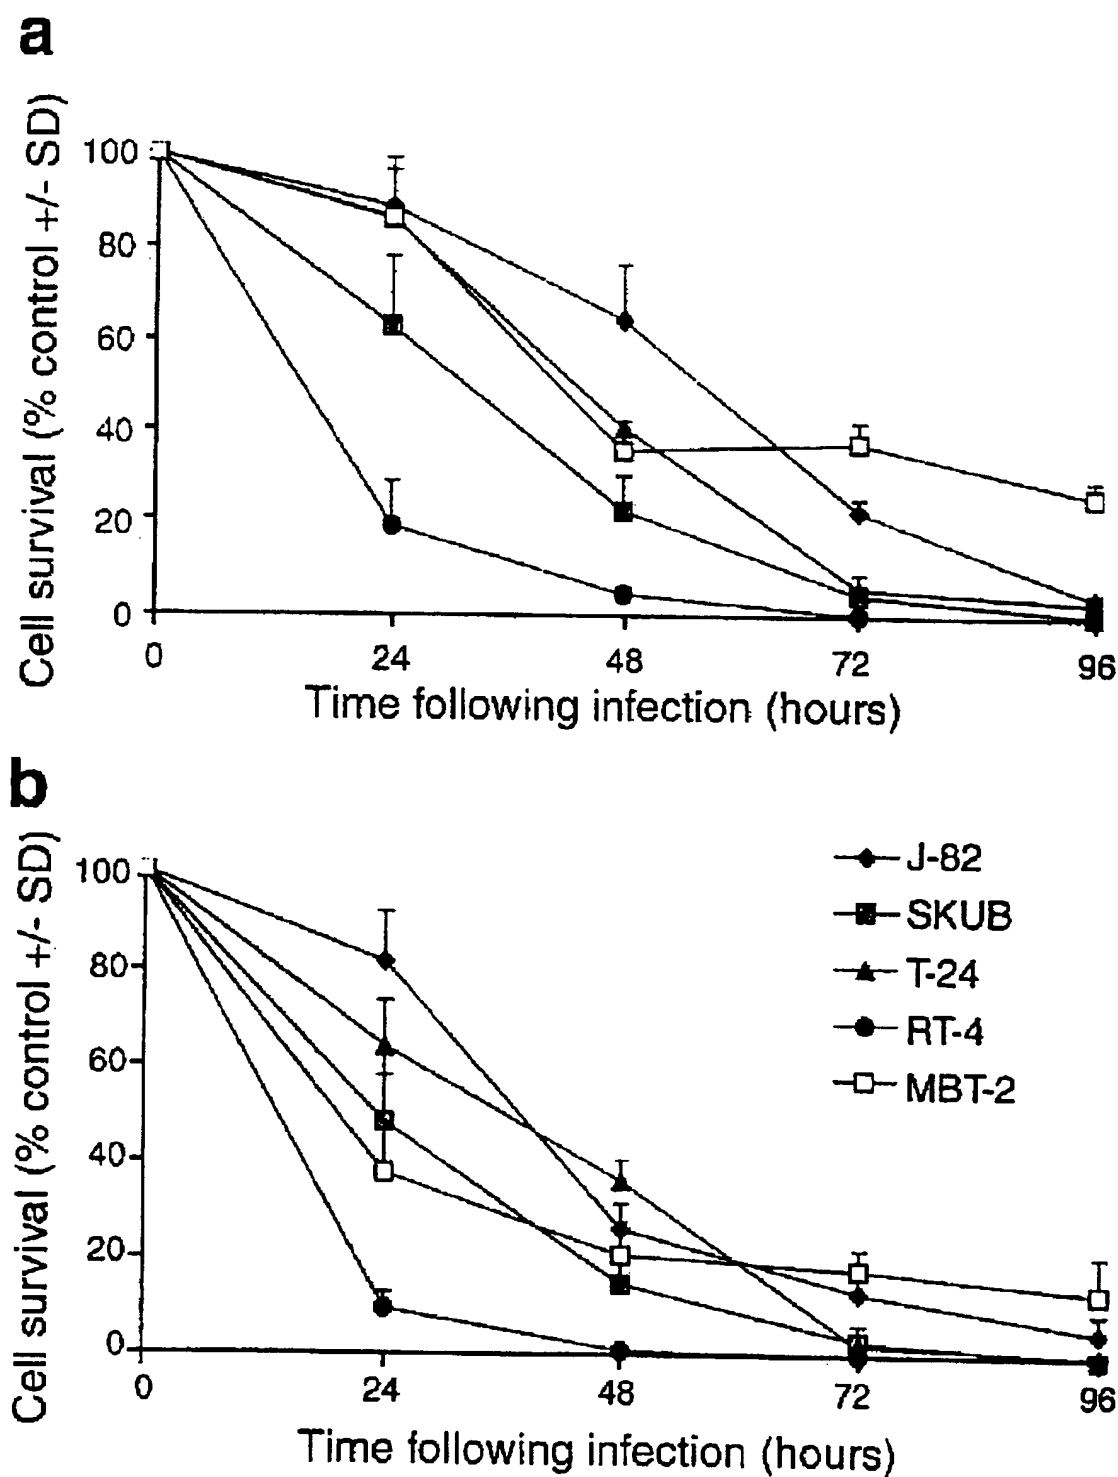 a
Cell survival (% control +/- SD)
100
80
60
40
20
0
0 24 48 72 96
Time following infection (hours)
b
Cell survival (% control +/- SD)
100
80
60
40
20
0
J-82
SKUB
T-24
RT-4
MBT-2
0 24 48 72 96
Time following infection (hours)